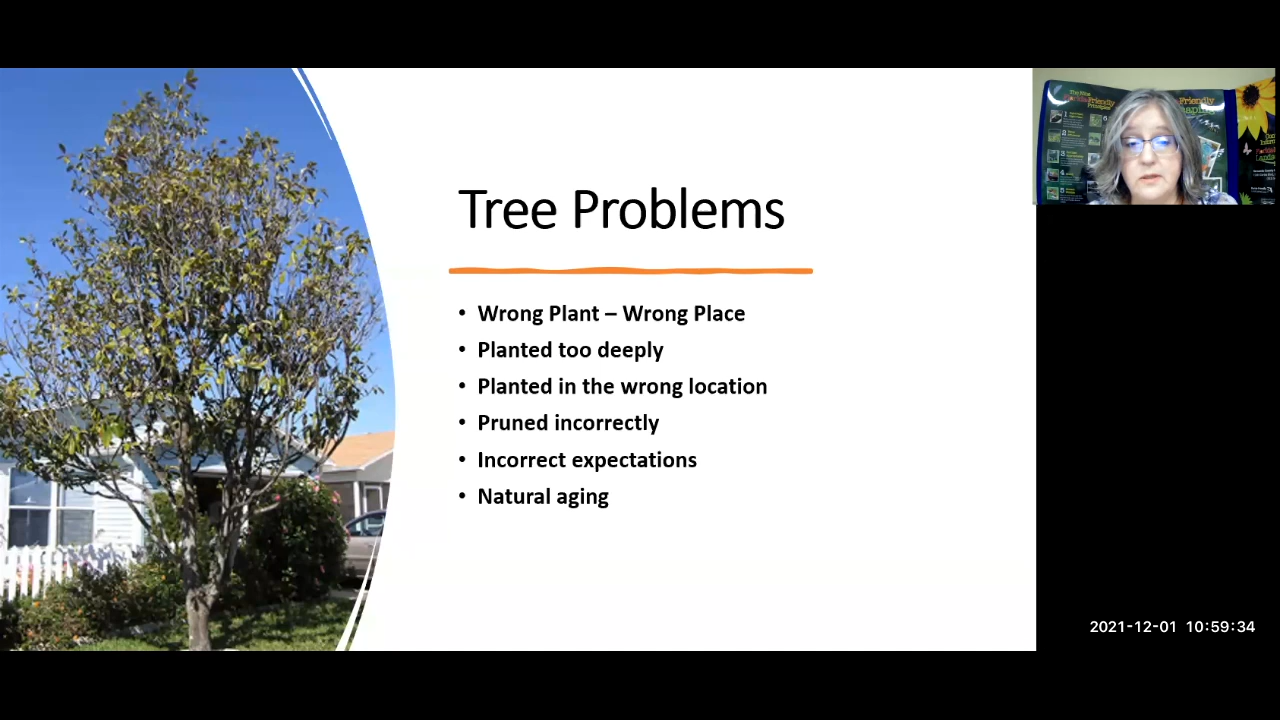 Tree Problems
• Wrong Plant – Wrong Place
• Planted too deeply
• Planted in the wrong location
• Pruned incorrectly
• Incorrect expectations
• Natural aging
Friendly
2021-12-01 10:59:34